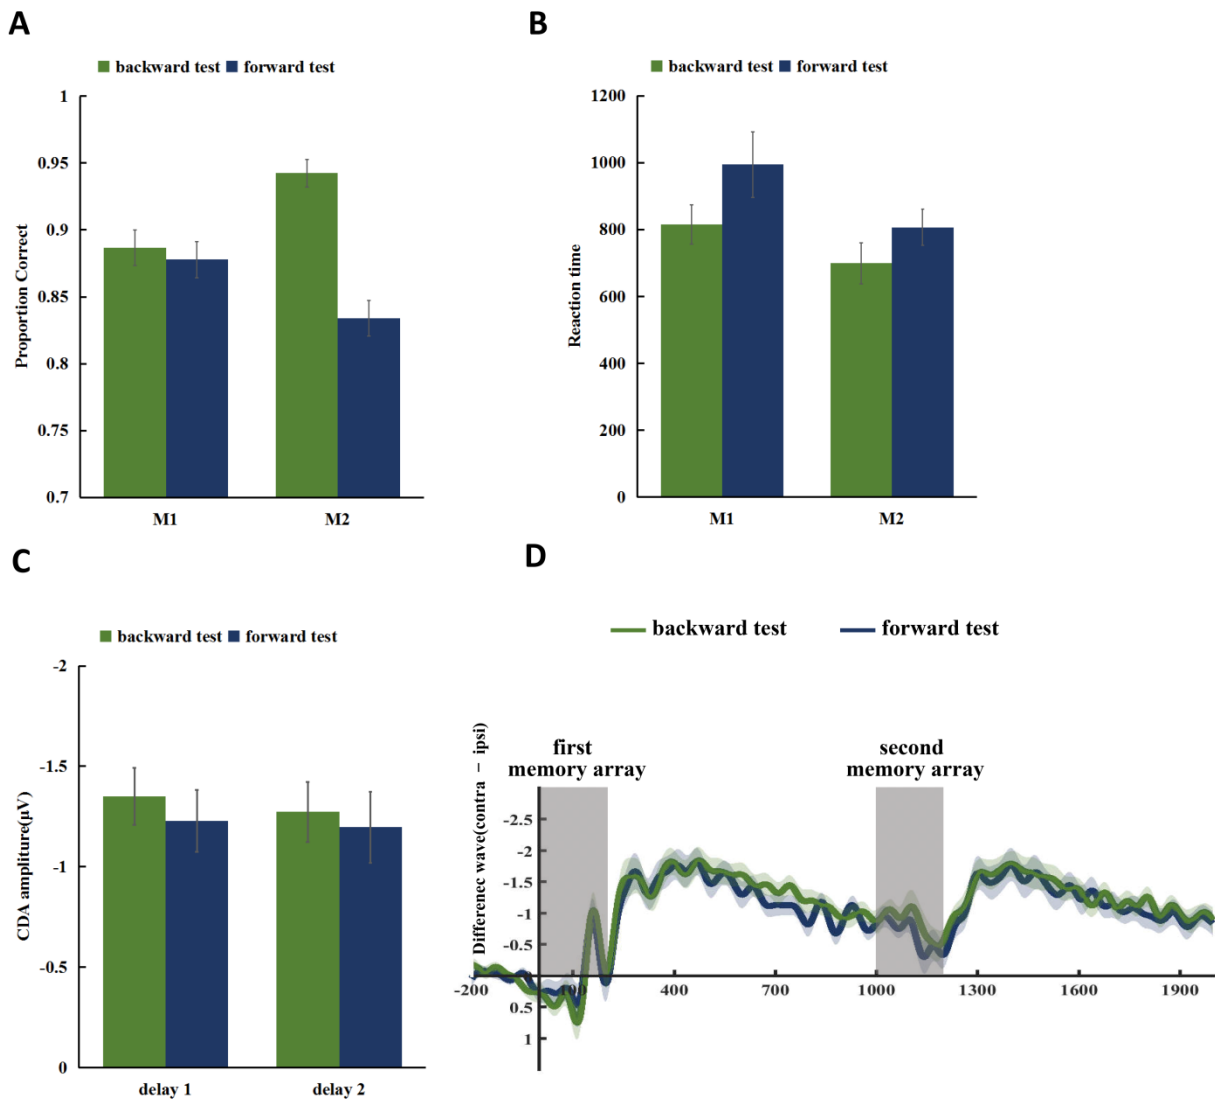 A
backward test forward test
1
0.95
0.9
0.85
0.8
0.75
0.7
Proportion Correct
M1 M2
B
backward test forward test
1200
1000
800
600
400
200
0
Reaction time
M1 M2
C
backward test forward test
-2
-1.5
-1
-0.5
0
CDA ampliture(μV)
delay 1 delay 2
D
backward test forward test
first
memory array
second
memory array
Differenec wave(contra - ipsi)
-2.5
-2
-1.5
-1
-0.5
0.5
1
-200 100 400 700 1000 1300 1600 1900